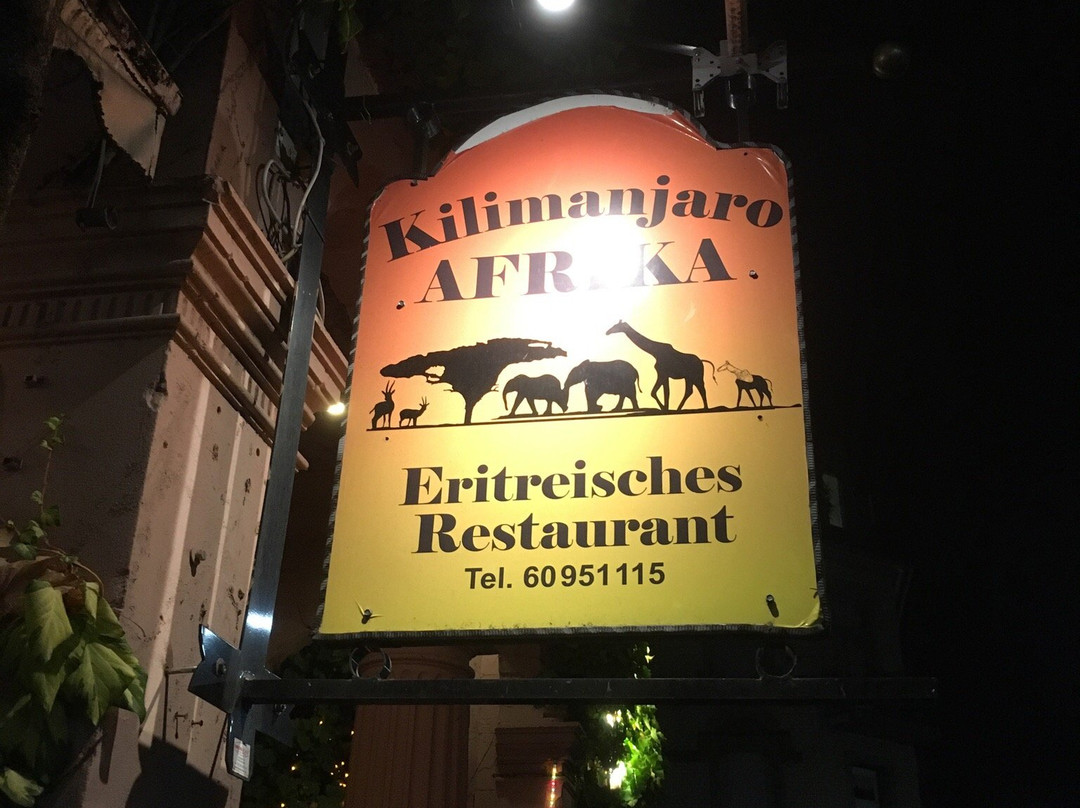 Kilimanjaro
AFRIKA
Eritreisches
Restaurant
Tel. 60951115